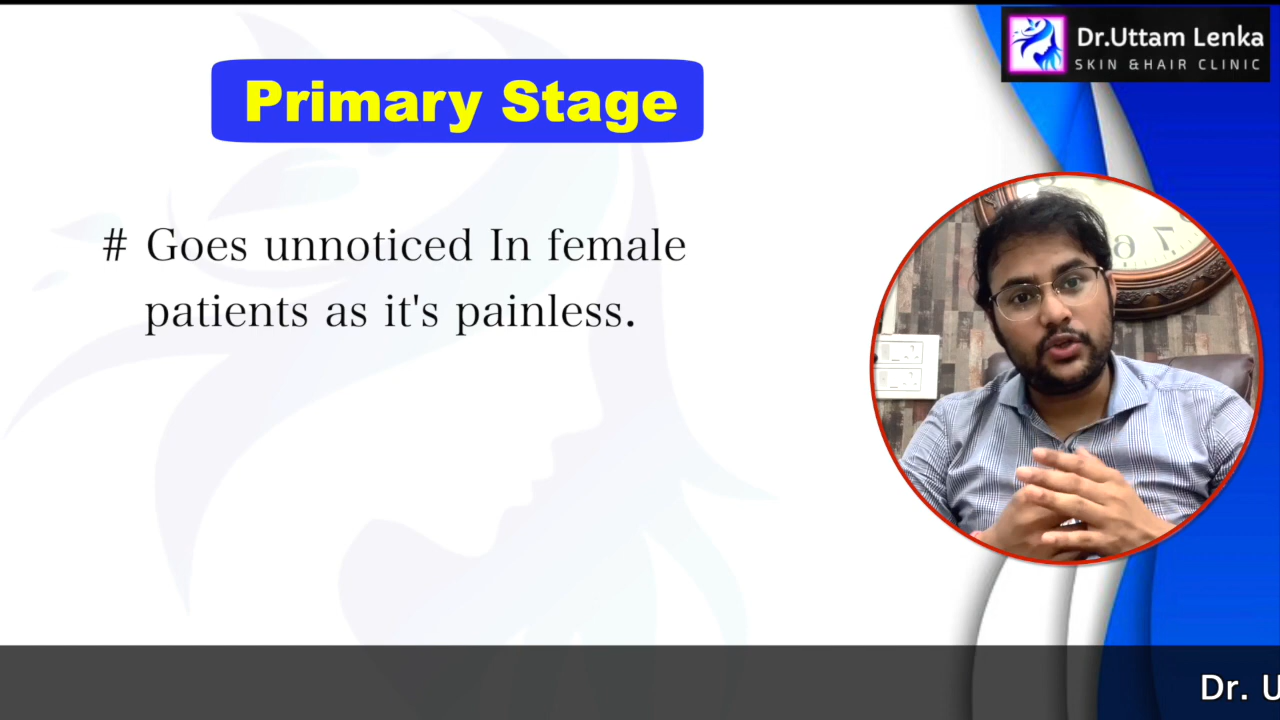 Dr.Uttam Lenka
SKIN &HAIR CLINIC
Primary Stage
# Goes unnoticed In female
patients as it's painless.
Dr. U